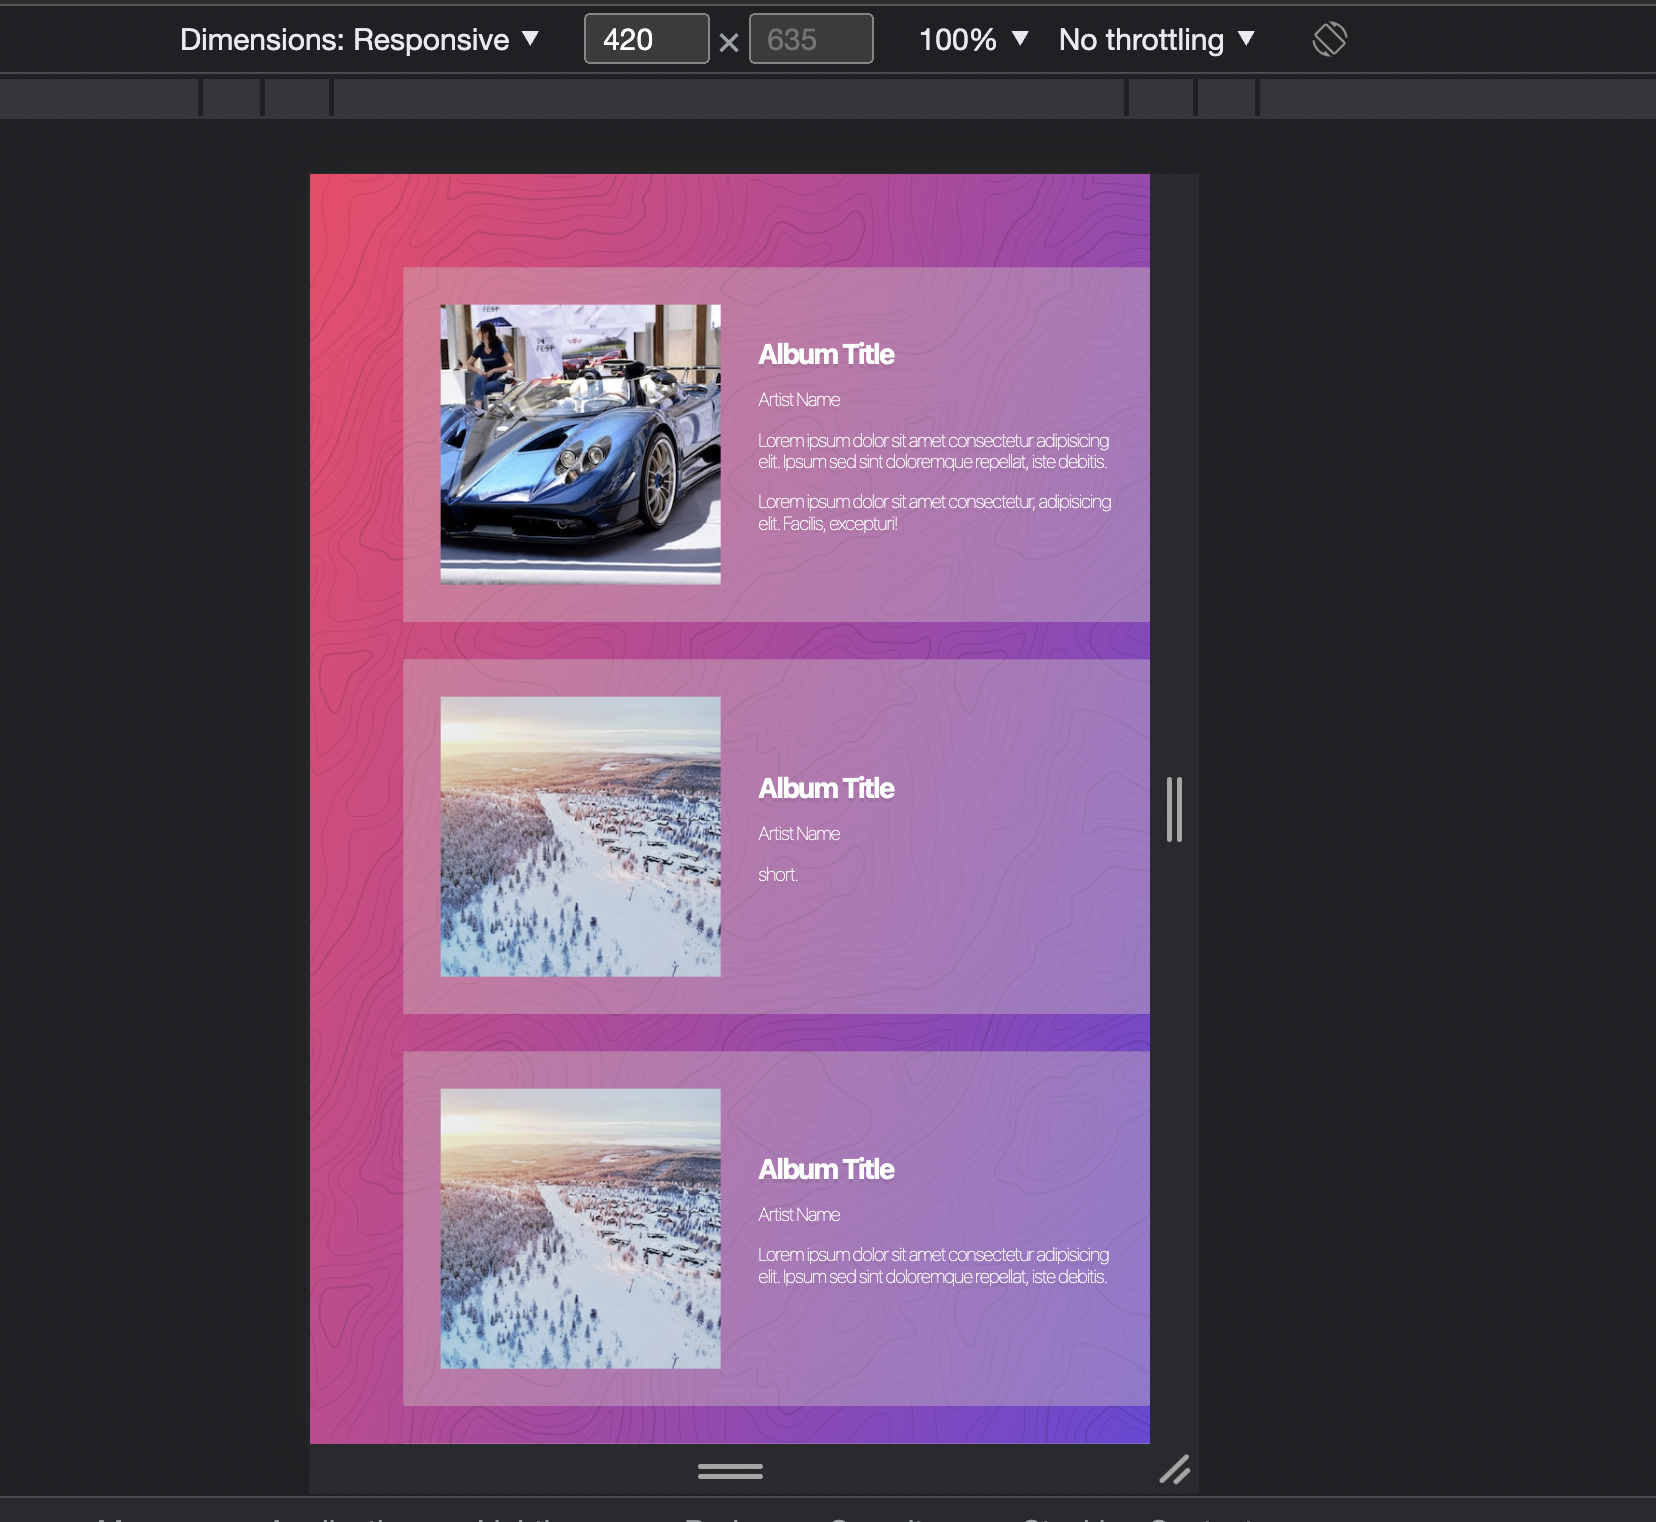 Dimensions: Responsive ▼ 420 × 635 100% ▼ No throttling ▼
FEST
FEST
Album Title
Artist Name
Lorem ipsum dolor sit amet consectetur adipisicing
elit. Ipsum sed sint doloremque repellat, iste debitis.
Lorem ipsum dolor sit amet consectetur, adipisicing
elit. Facilis, excepturi!
Album Title
Artist Name
short.
Album Title
Artist Name
Lorem ipsum dolor sit amet consectetur adipisicing
elit. Ipsum sed sint doloremque repellat, iste debitis.